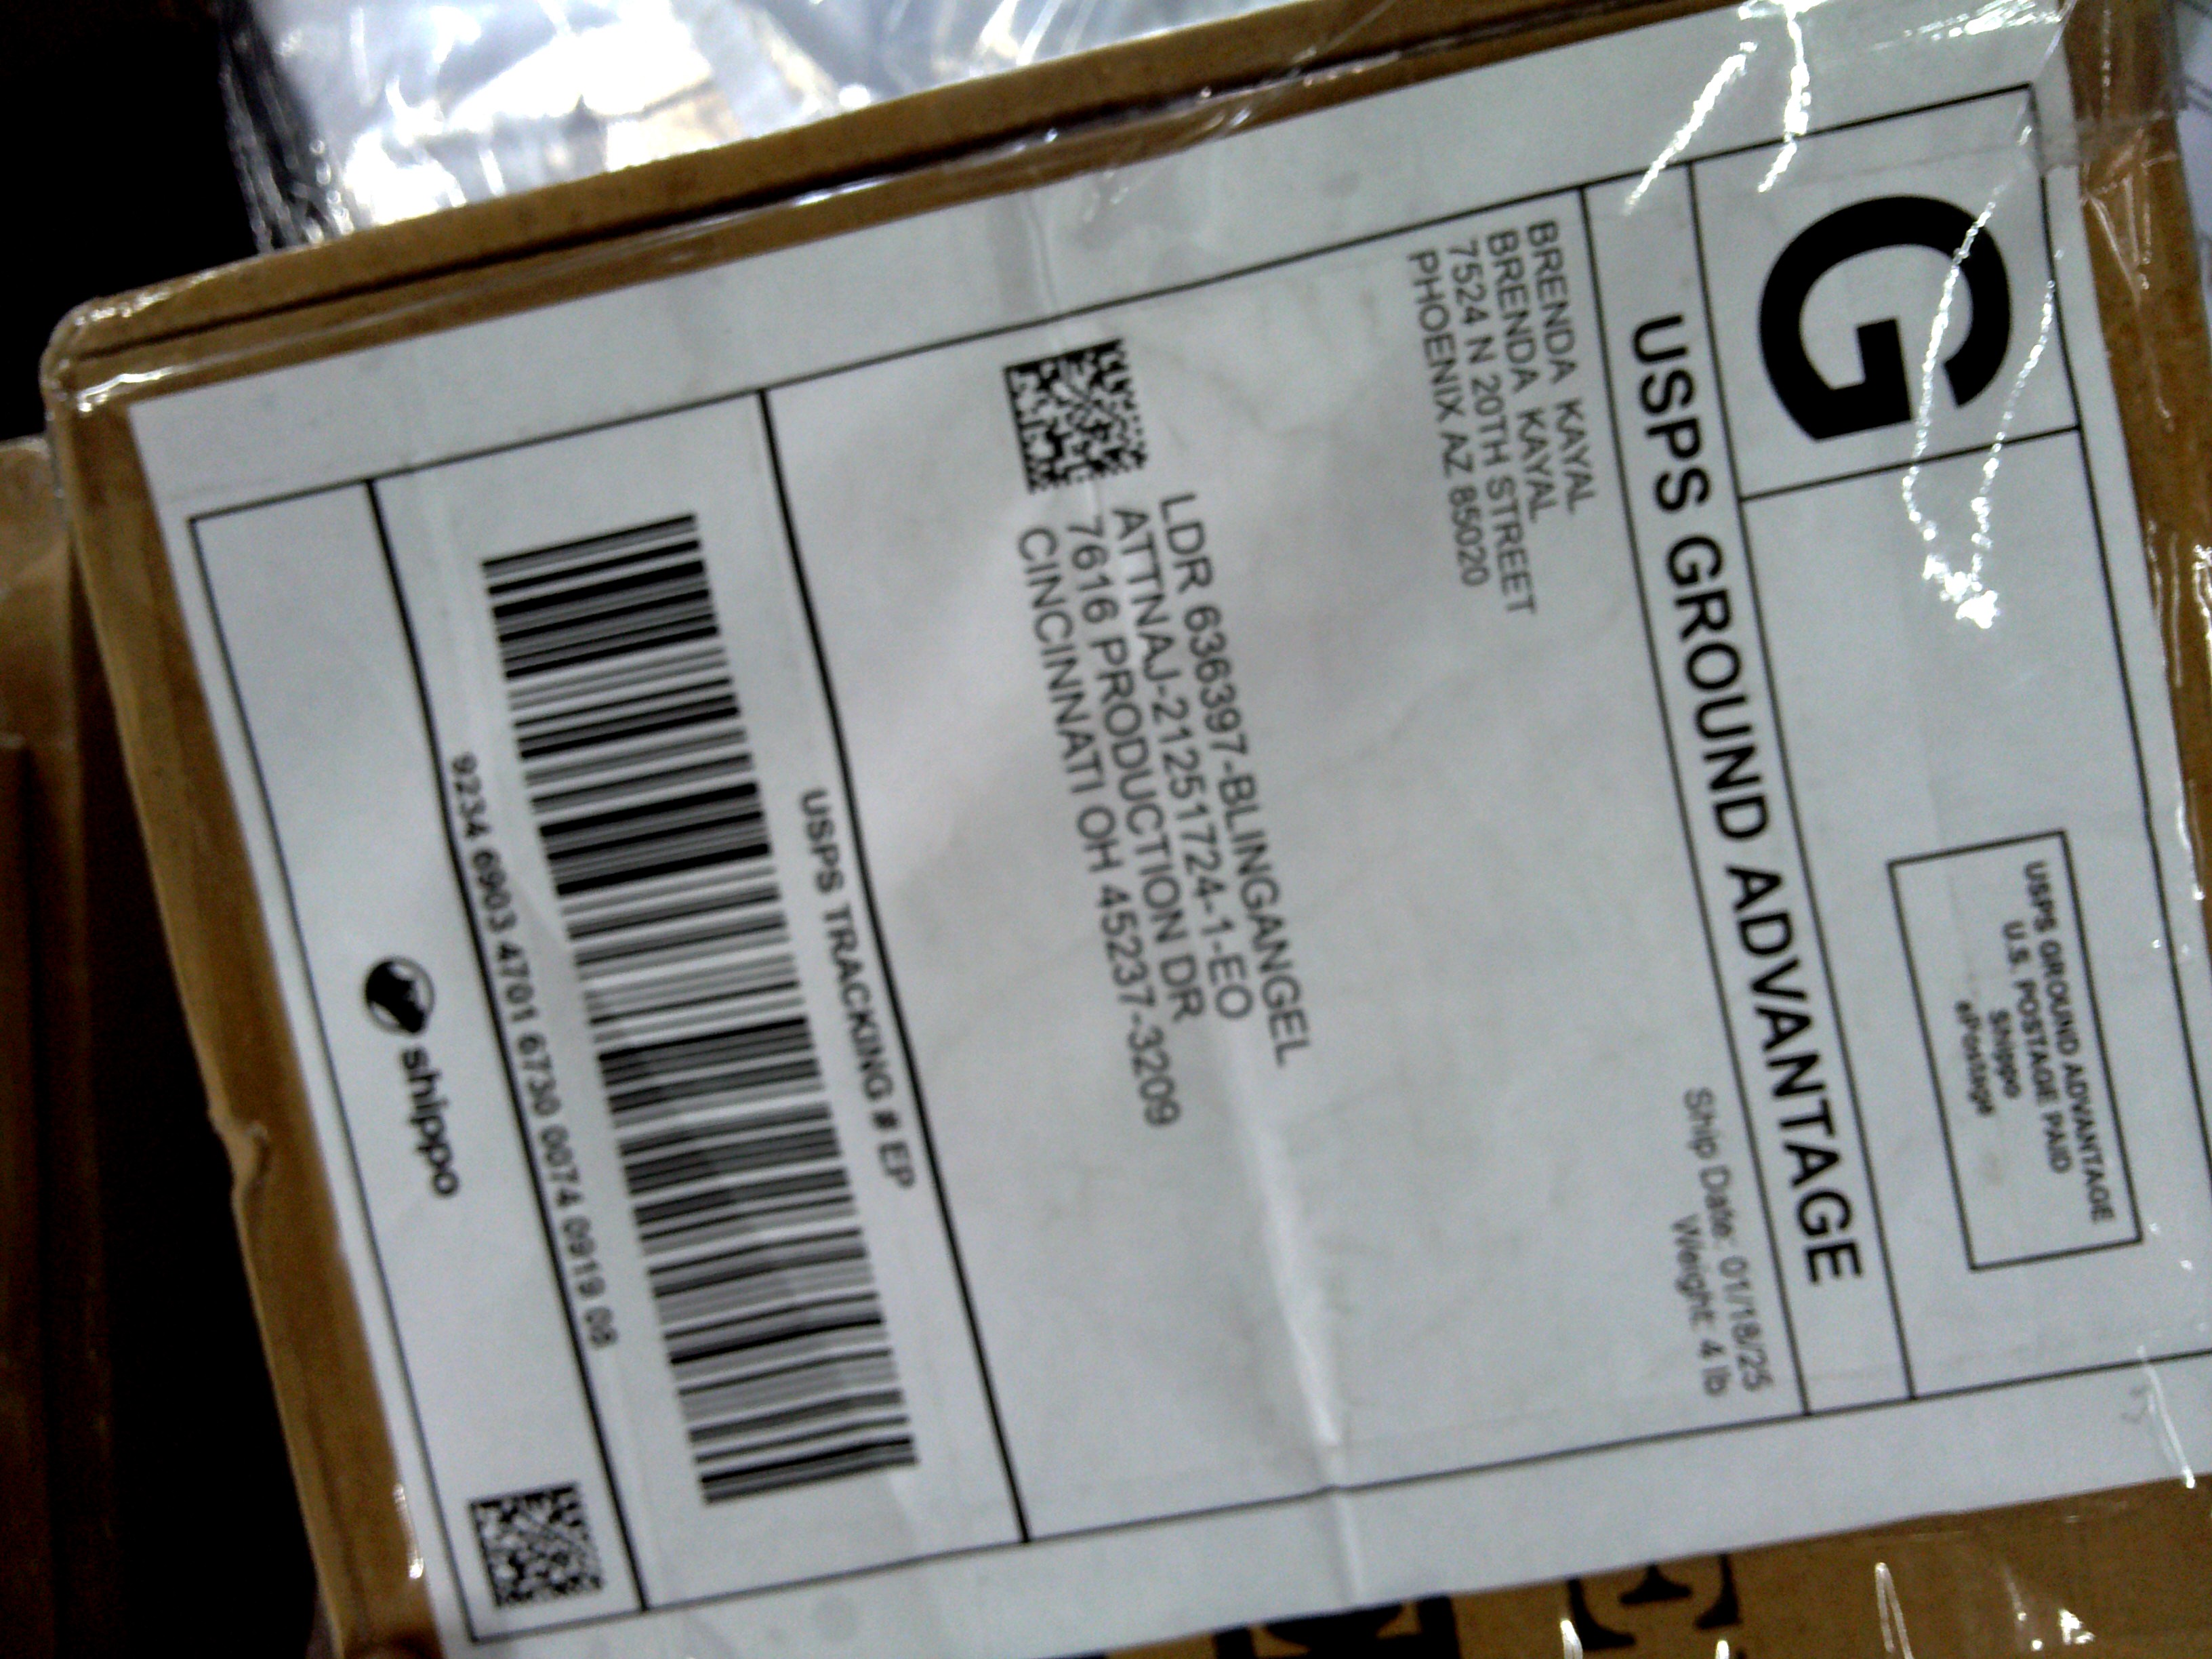 G
USPS GROUND ADVANTAGE
U.S. POSTAGE PAID
Shippo
ePostage
USPS GROUND ADVANTAGE
BRENDA KAYAL
BRENDA KAYAL
7524 N 20TH STREET
PHOENIX AZ 85020
Ship Date: 01/18/25
Weight: 4 lb
LDR 636397-BLINGANGEL
ATTNAJ-21251724-1-EO
7616 PRODUCTION DR
CINCINNATI OH 45237-3209
USPS TRACKING # EP
9234 6903 4701 6730 0074 0919 08
shippo